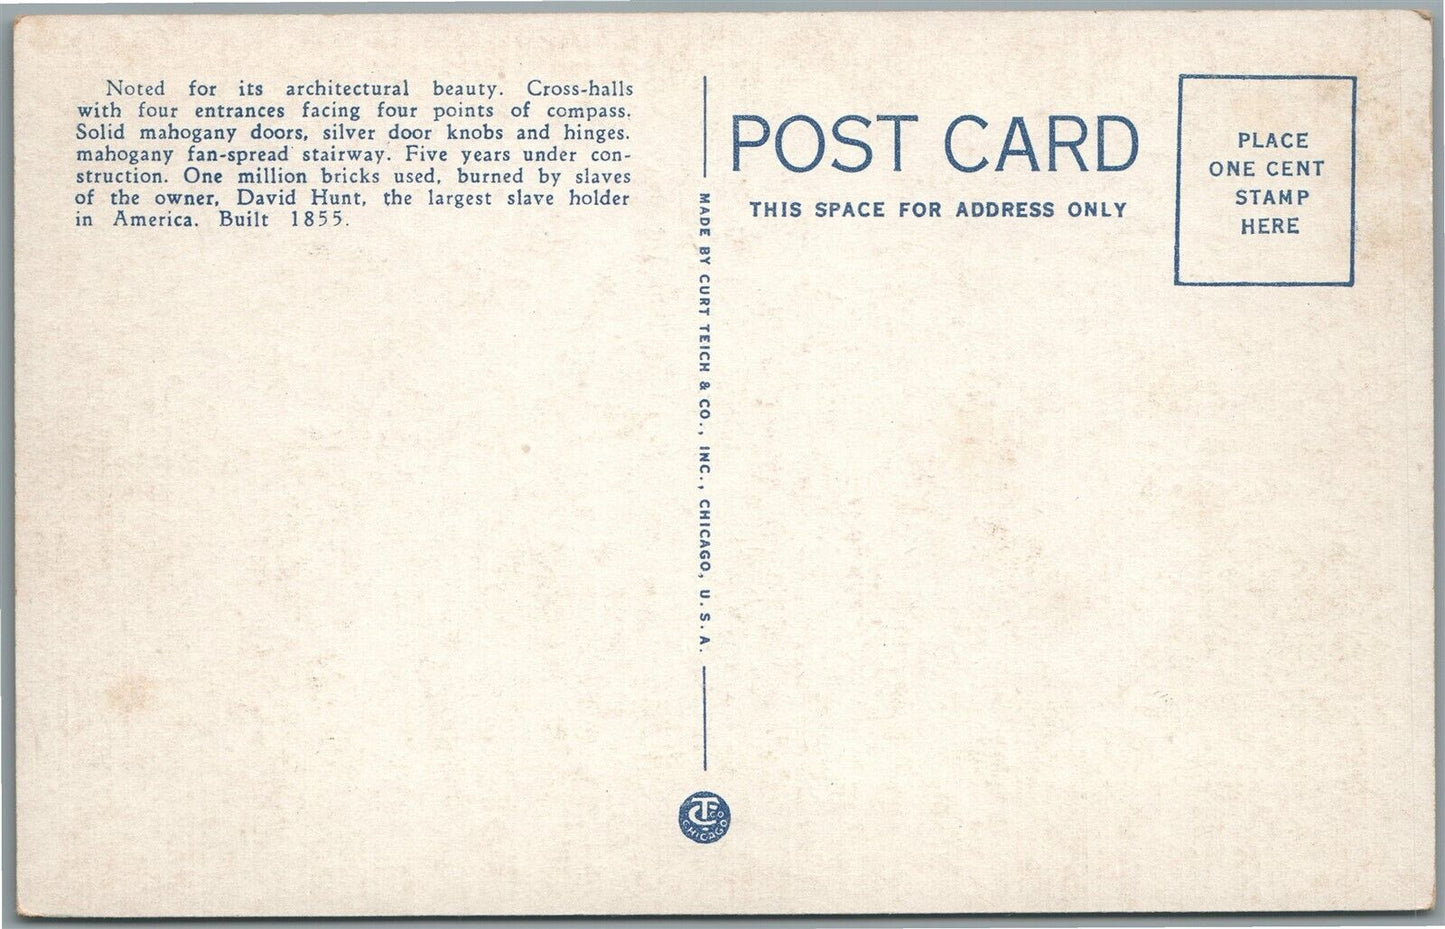 Noted for its architectural beauty. Cross-halls
with four entrances facing four points of compass.
Solid mahogany doors, silver door knobs and hinges.
mahogany fan-spread stairway. Five years under con-
struction. One million bricks used, burned by slaves
of the owner, David Hunt, the largest slave holder
in America. Built 1855.
MADE BY CURT TEICH & CO., INC., CHICAGO, U.S.A.
POST CARD
THIS SPACE FOR ADDRESS ONLY
PLACE
ONE CENT
STAMP
HERE
CT CO
CHICAGO